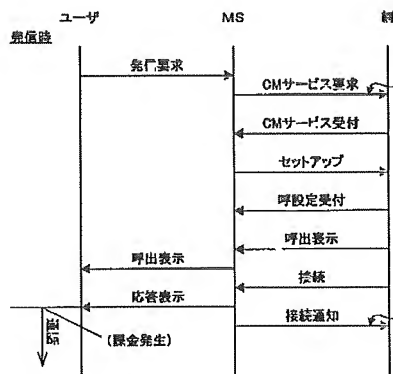 ユーザ
MS
網
発信時
発信要求
CMサービス要求
CMサービス受付
セットアップ
呼設定受付
呼出表示
呼出表示
接続
応答表示
接続通知
(課金発生)
通話